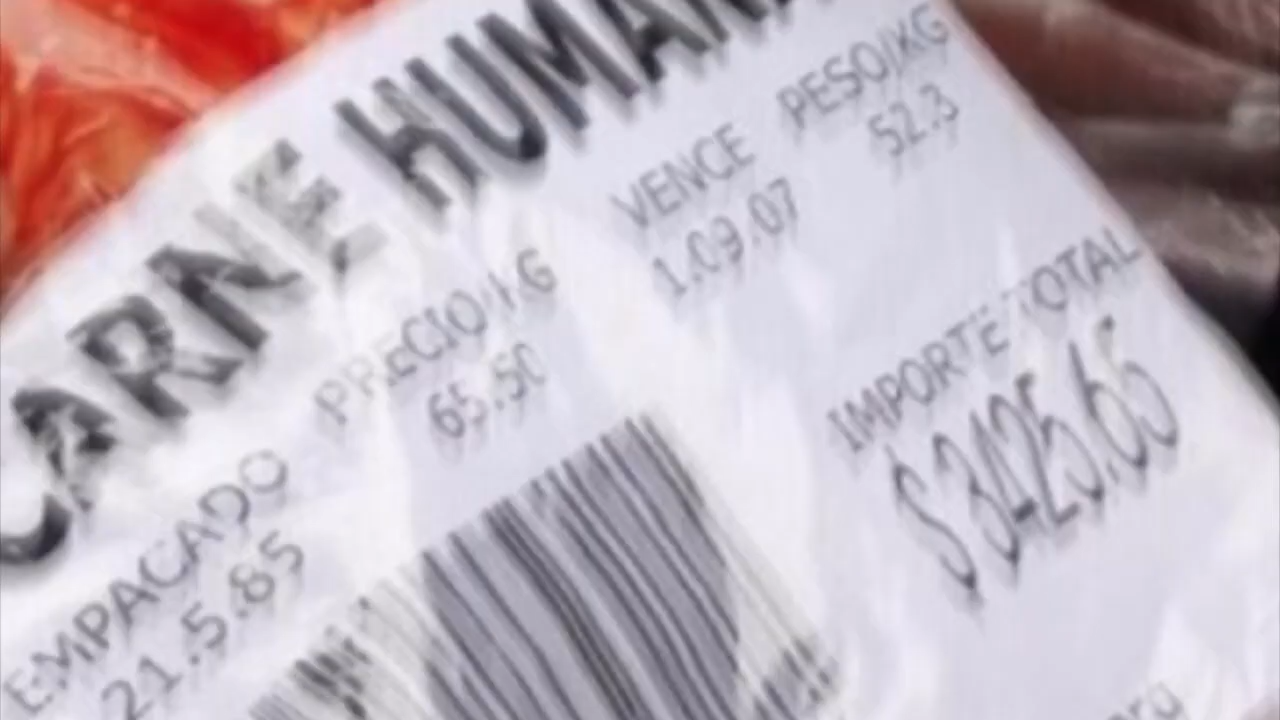 CARNE HUMANA
EMPACADO PRECIO/KG VENCE PESO/KG
21.5.85 65.50 1.09.07 52.3
IMPORTE TOTAL
$3425.65